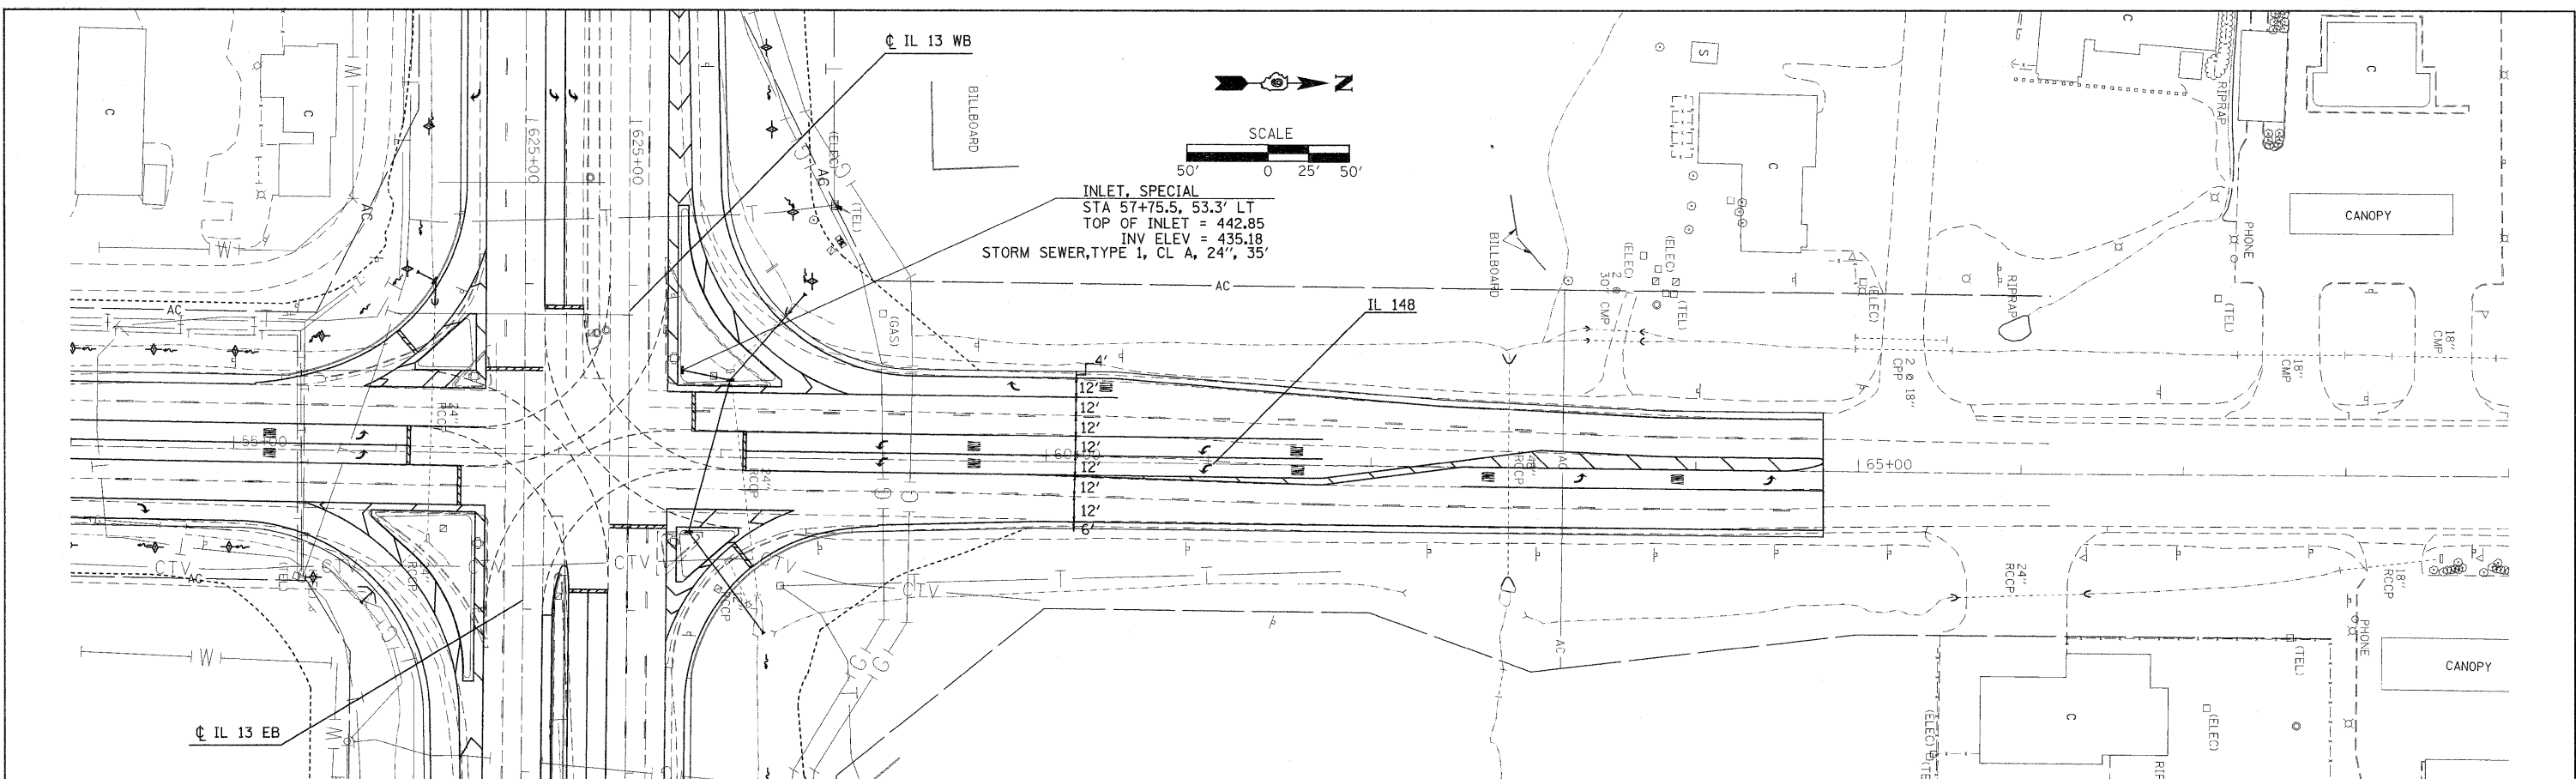 ℄ IL 13 WB
N
SCALE
50' 0 25' 50'
INLET, SPECIAL
STA 57+75.5, 53.3' LT
TOP OF INLET = 442.85
INV ELEV = 435.18
STORM SEWER,TYPE 1, CL A, 24", 35'
BILLBOARD
BILLBOARD
IL 148
℄ IL 13 EB
625+00
625+00
55+00
65+00
4'
12'
12'
12'
12'
12'
12'
12'
6'
C
C
C
C
C
C
S
W
W
W
W
AC
AC
AC
AC
AC
AC
AC
(ELEC)
(TEL)
(GAS)
G
G
G
G
G
T
T
T
T
CTV
CTV
CTV
CTV
24"
RCCP
24"
RCCP
48"
RCCP
2 @
30" CMP
(ELEC)
(ELEC)
(TEL)
(ELEC)
2 @ 18"
CPP
RIPRAP
RIPRAP
PHONE
(TEL)
18"
CMP
18"
CMP
CANOPY
24"
RCCP
18"
RCCP
PHONE
(TEL)
(ELEC)
(ELEC)
CANOPY